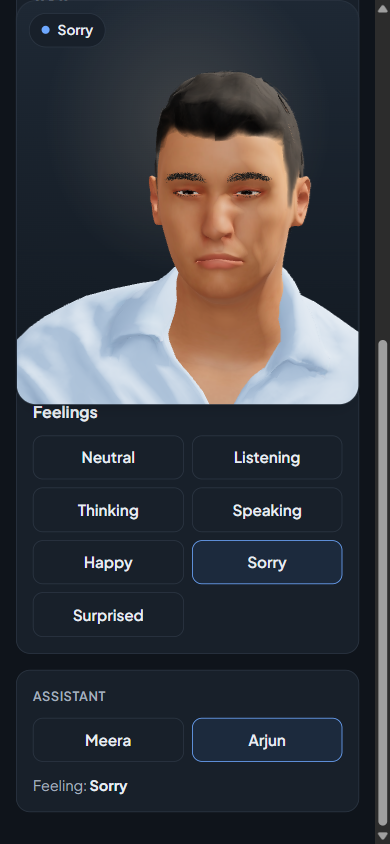 Sorry
Feelings
Neutral
Listening
Thinking
Speaking
Happy
Sorry
Surprised
ASSISTANT
Meera
Arjun
Feeling: Sorry